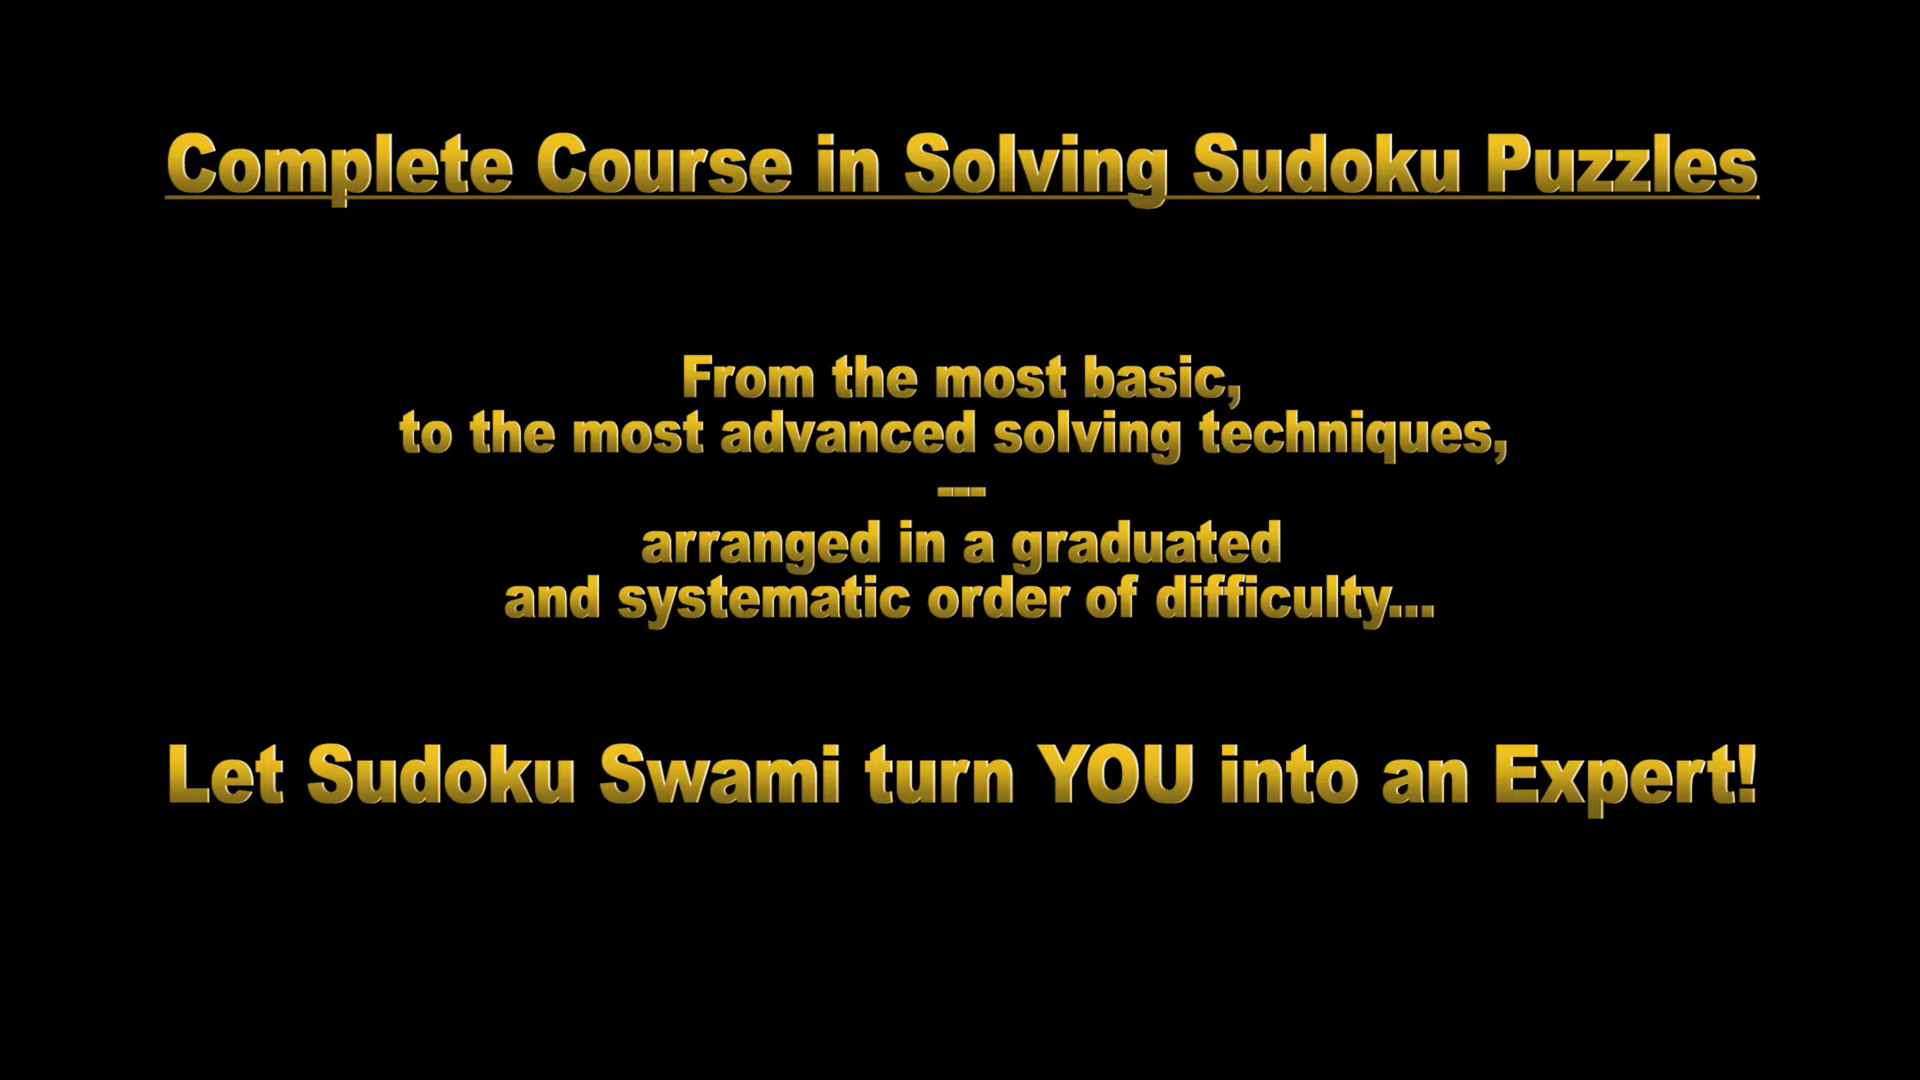 Complete Course in Solving Sudoku Puzzles
From the most basic,
to the most advanced solving techniques,
---
arranged in a graduated
and systematic order of difficulty...
Let Sudoku Swami turn YOU into an Expert!